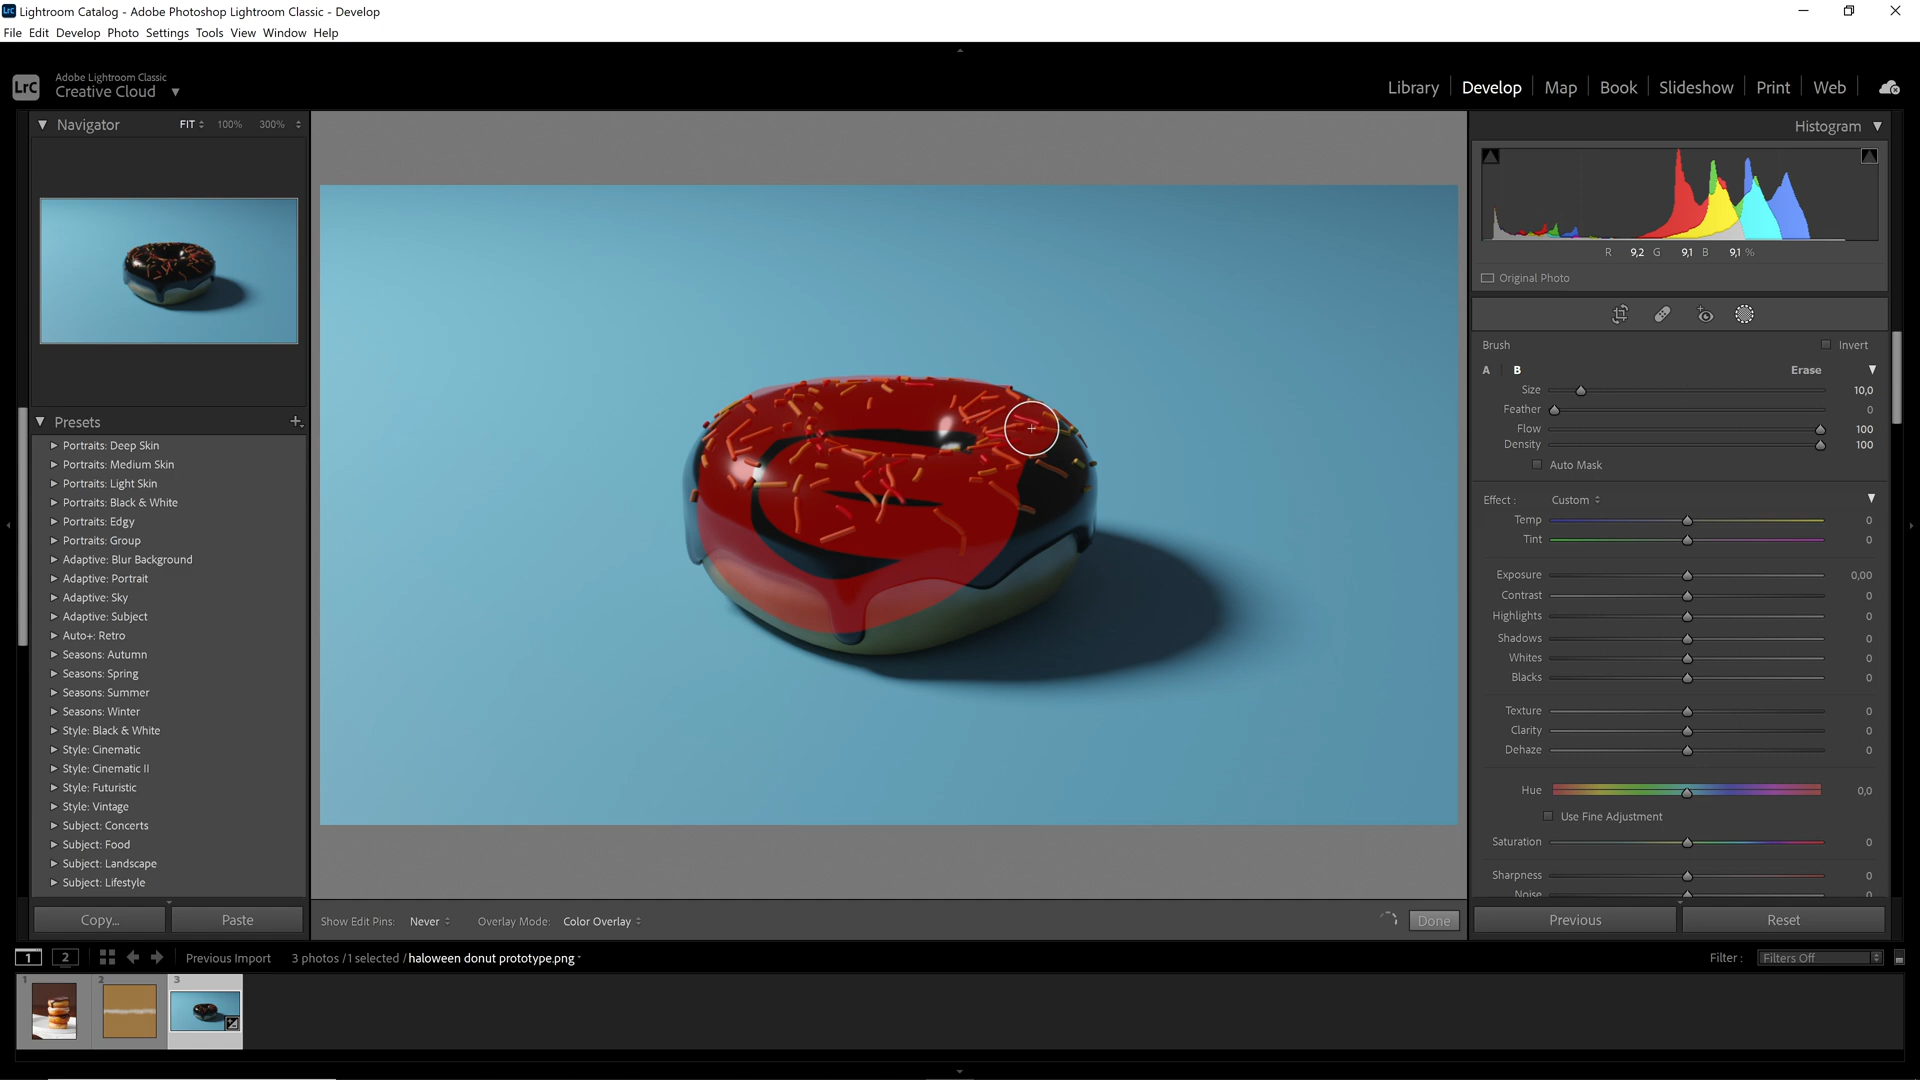 Lightroom Catalog - Adobe Photoshop Lightroom Classic - Develop
File Edit Develop Photo Settings Tools View Window Help
LrC
Adobe Lightroom Classic
Creative Cloud
Library Develop Map Book Slideshow Print Web
Navigator FIT 100% 300%
Histogram
R 9,2 G 9,1 B 9,1 %
Original Photo
Brush Invert
A B Erase
Size 10,0
Feather 0
Flow 100
Density 100
Auto Mask
Effect : Custom
Temp 0
Tint 0
Exposure 0,00
Contrast 0
Highlights 0
Shadows 0
Whites 0
Blacks 0
Texture 0
Clarity 0
Dehaze 0
Hue 0,0
Use Fine Adjustment
Saturation 0
Sharpness 0
Noise 0
Presets
Portraits: Deep Skin
Portraits: Medium Skin
Portraits: Light Skin
Portraits: Black & White
Portraits: Edgy
Portraits: Group
Adaptive: Blur Background
Adaptive: Portrait
Adaptive: Sky
Adaptive: Subject
Auto+: Retro
Seasons: Autumn
Seasons: Spring
Seasons: Summer
Seasons: Winter
Style: Black & White
Style: Cinematic
Style: Cinematic II
Style: Futuristic
Style: Vintage
Subject: Concerts
Subject: Food
Subject: Landscape
Subject: Lifestyle
Copy... Paste
Show Edit Pins: Never Overlay Mode: Color Overlay Done
Previous Reset
1 2 Previous Import 3 photos / 1 selected / haloween donut prototype.png
Filter : Filters Off
1 2 3